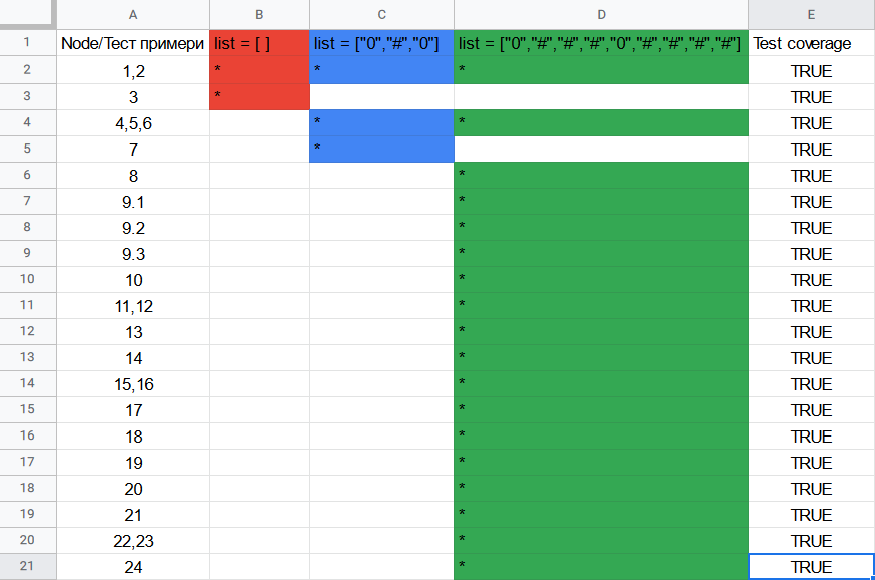 A B C D E
1 Node/Тест примери list = [ ] list = ["0","#","0"] list = ["0","#","#","#","0","#","#","#","#"] Test coverage
2 1,2 * * * TRUE
3 3 * TRUE
4 4,5,6 * * TRUE
5 7 * TRUE
6 8 * TRUE
7 9.1 * TRUE
8 9.2 * TRUE
9 9.3 * TRUE
10 10 * TRUE
11 11,12 * TRUE
12 13 * TRUE
13 14 * TRUE
14 15,16 * TRUE
15 17 * TRUE
16 18 * TRUE
17 19 * TRUE
18 20 * TRUE
19 21 * TRUE
20 22,23 * TRUE
21 24 * TRUE